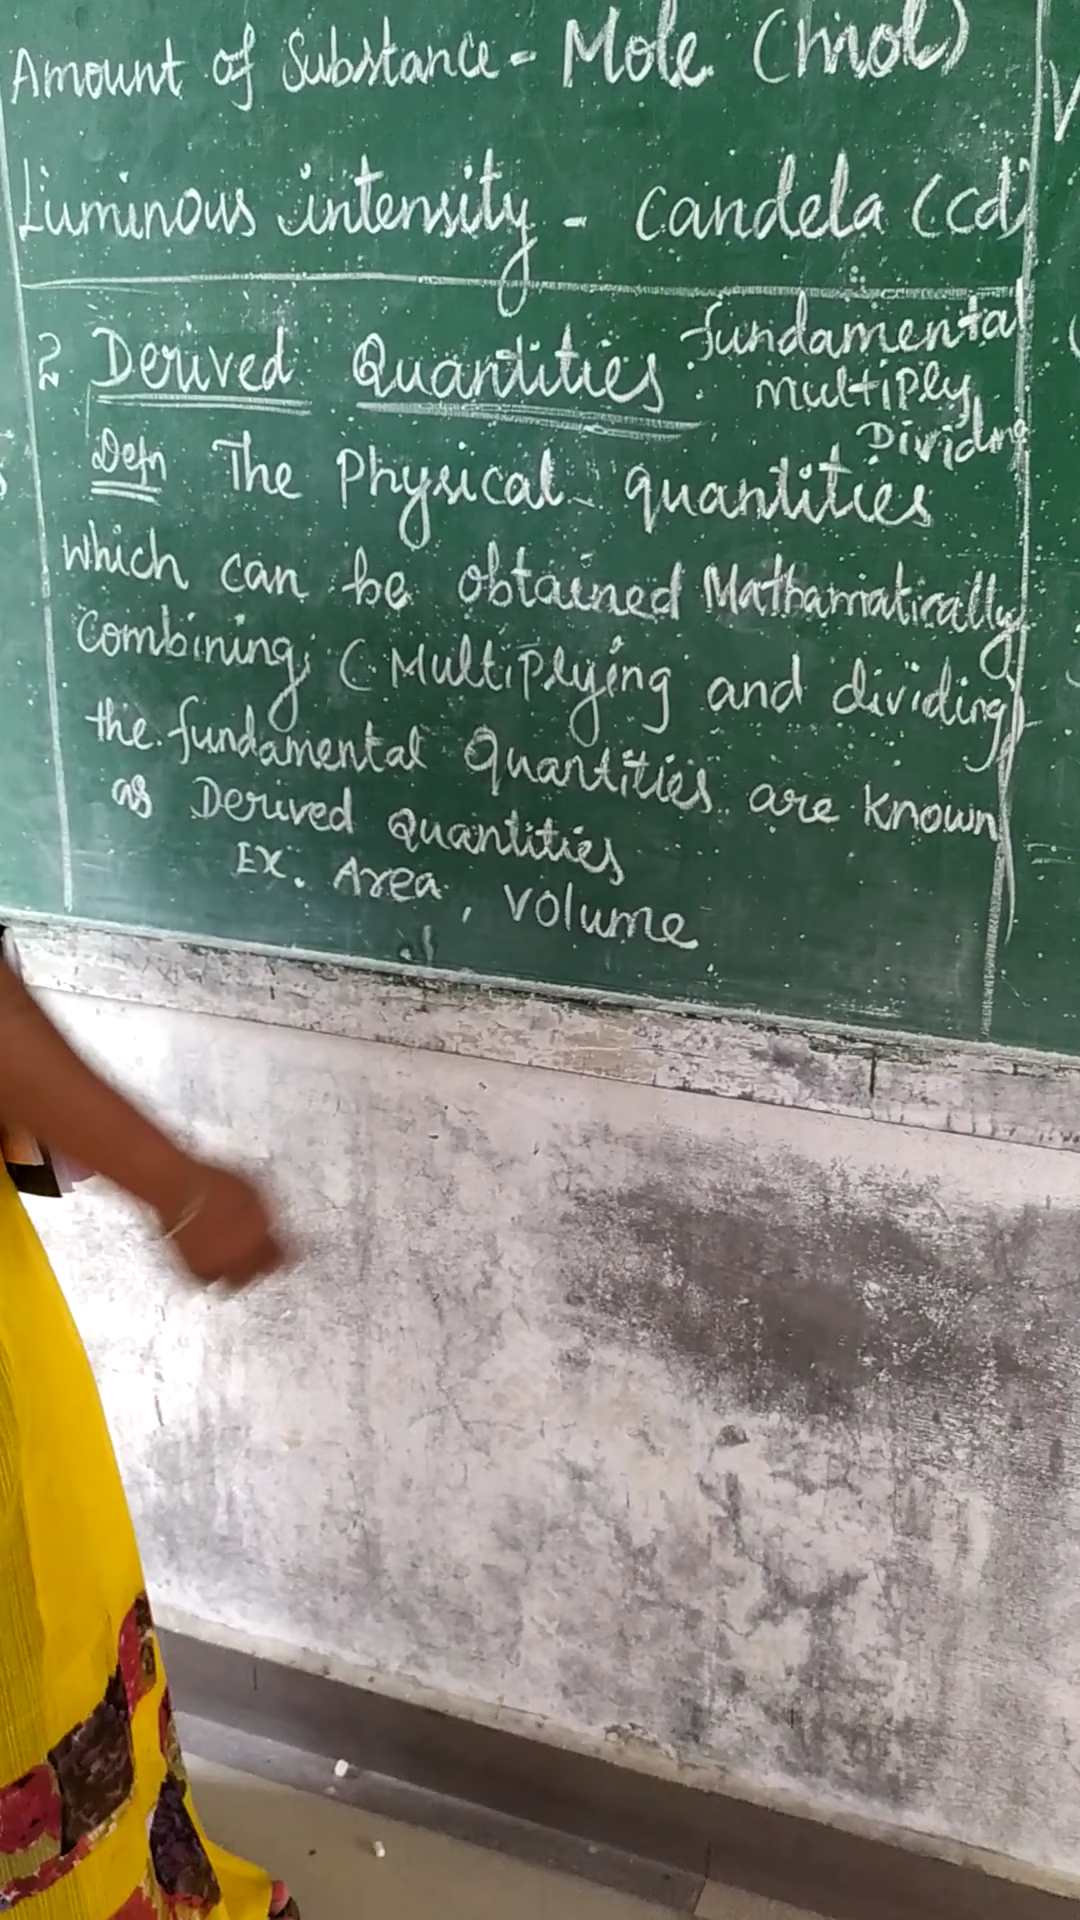 Amount of Substance - Mole (mol)
Luminous intensity - Candela (cd)
2 Derived Quantities fundamental
multiply
Dividing
Defn The Physical quantities
which can be obtained Mathamatically
Combining (Multiplying and dividing)
the fundamental Quantities are known
as Derived quantities
Ex. Area, Volume